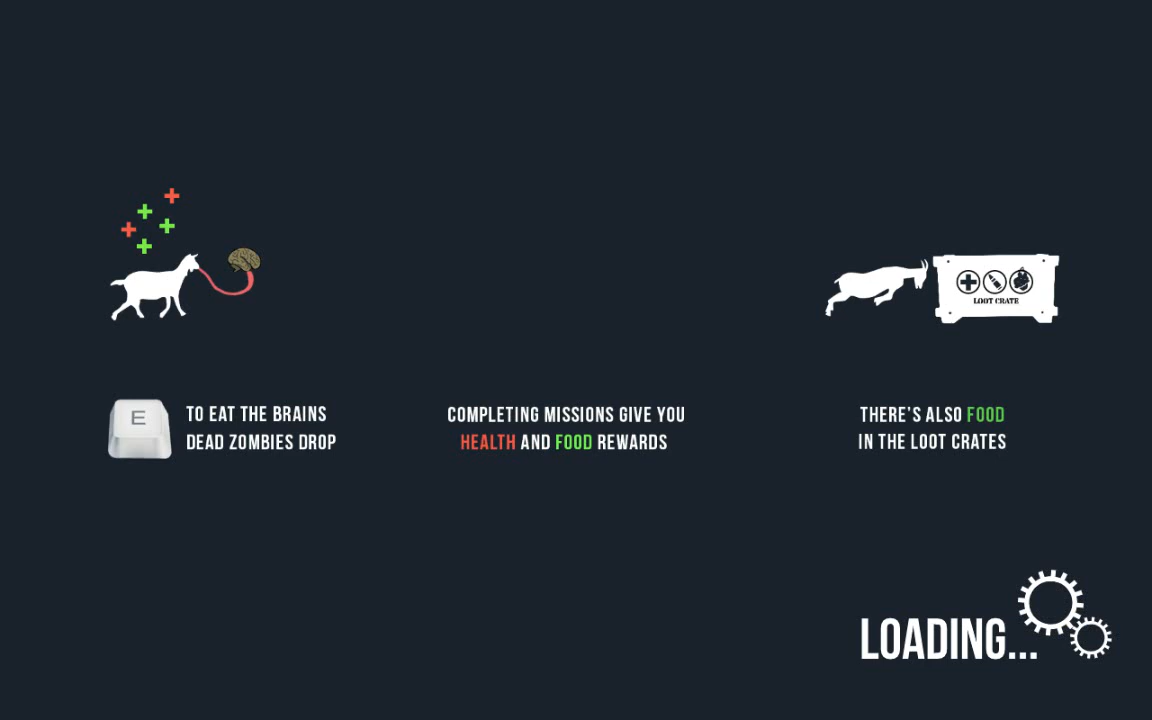 LOOT CRATE
E
TO EAT THE BRAINS
DEAD ZOMBIES DROP
COMPLETING MISSIONS GIVE YOU
HEALTH AND FOOD REWARDS
THERE'S ALSO FOOD
IN THE LOOT CRATES
LOADING...